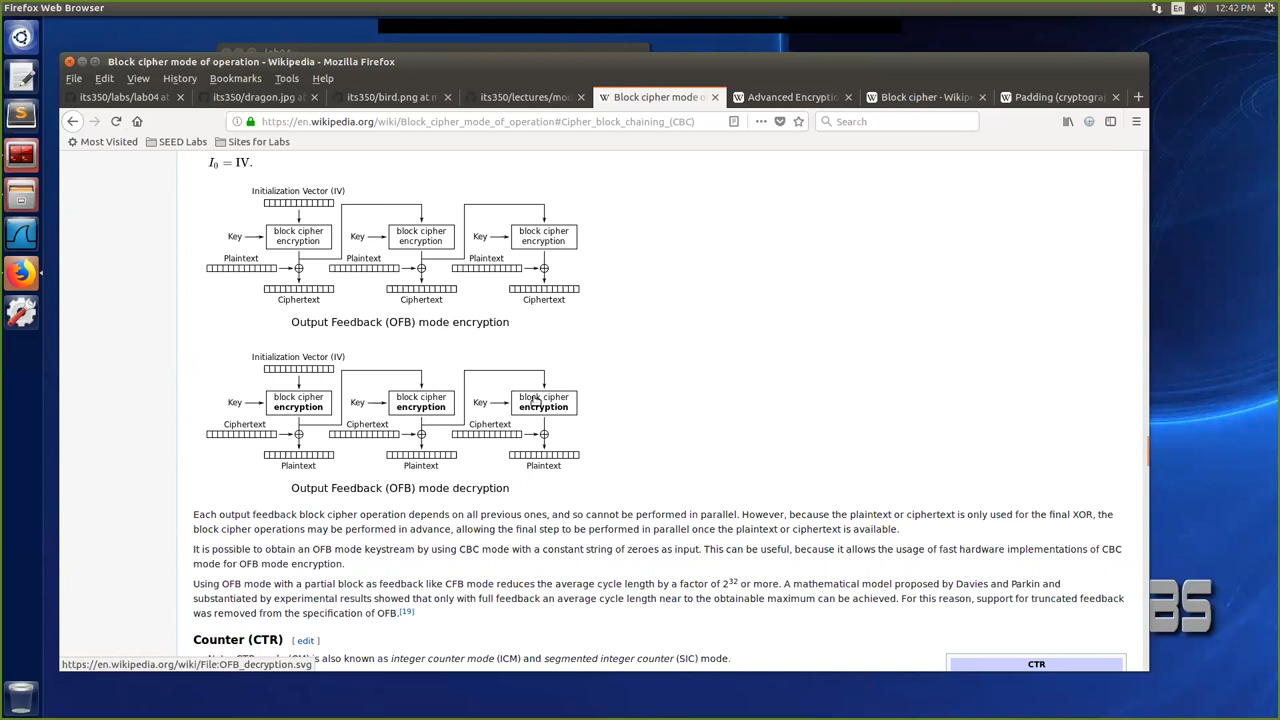 Firefox Web Browser
En
12:42 PM
Block cipher mode of operation - Wikipedia - Mozilla Firefox
File Edit View History Bookmarks Tools Help
its350/labs/lab04 at
its350/dragon.jpg at
its350/bird.png at m
its350/lectures/mod
Block cipher mode o
Advanced Encryptio
Block cipher - Wikipe
Padding (cryptogra
https://en.wikipedia.org/wiki/Block_cipher_mode_of_operation#Cipher_block_chaining_(CBC)
Search
Most Visited SEED Labs Sites for Labs
I0 = IV.
Initialization Vector (IV)
Key block cipher encryption Key block cipher encryption Key block cipher encryption
Plaintext Plaintext Plaintext
Ciphertext Ciphertext Ciphertext
Output Feedback (OFB) mode encryption
Initialization Vector (IV)
Key block cipher encryption Key block cipher encryption Key block cipher encryption
Ciphertext Ciphertext Ciphertext
Plaintext Plaintext Plaintext
Output Feedback (OFB) mode decryption
Each output feedback block cipher operation depends on all previous ones, and so cannot be performed in parallel. However, because the plaintext or ciphertext is only used for the final XOR, the
block cipher operations may be performed in advance, allowing the final step to be performed in parallel once the plaintext or ciphertext is available.
It is possible to obtain an OFB mode keystream by using CBC mode with a constant string of zeroes as input. This can be useful, because it allows the usage of fast hardware implementations of CBC
mode for OFB mode encryption.
Using OFB mode with a partial block as feedback like CFB mode reduces the average cycle length by a factor of 2^32 or more. A mathematical model proposed by Davies and Parkin and
substantiated by experimental results showed that only with full feedback an average cycle length near to the obtainable maximum can be achieved. For this reason, support for truncated feedback
was removed from the specification of OFB.[19]
Counter (CTR) [ edit ]
is also known as integer counter mode (ICM) and segmented integer counter (SIC) mode.
CTR
https://en.wikipedia.org/wiki/File:OFB_decryption.svg
BS